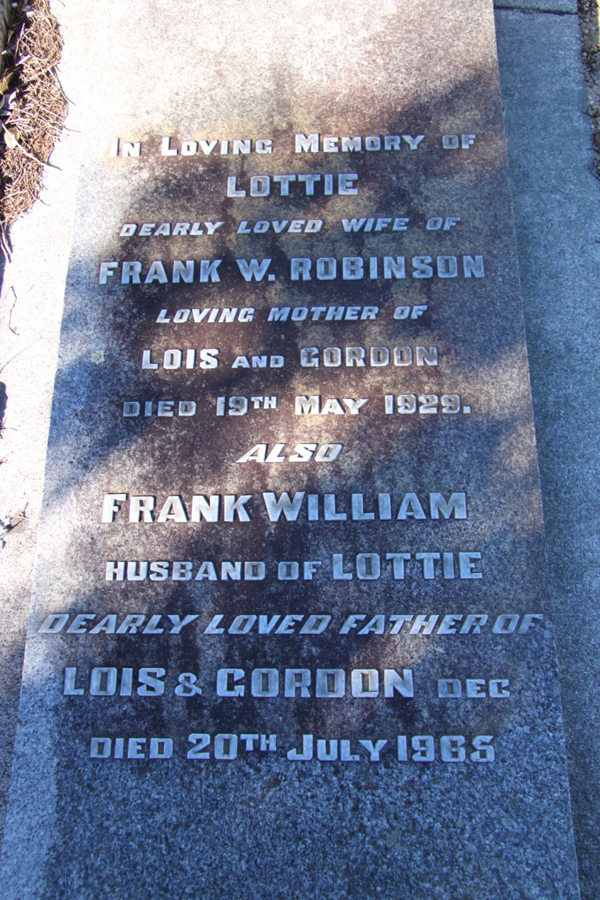 IN LOVING MEMORY OF
LOTTIE
DEARLY LOVED WIFE OF
FRANK W. ROBINSON
LOVING MOTHER OF
LOIS AND GORDON
DIED 19TH MAY 1929.
ALSO
FRANK WILLIAM
HUSBAND OF LOTTIE
DEARLY LOVED FATHER OF
LOIS & GORDON DEC
DIED 20TH JULY 1965